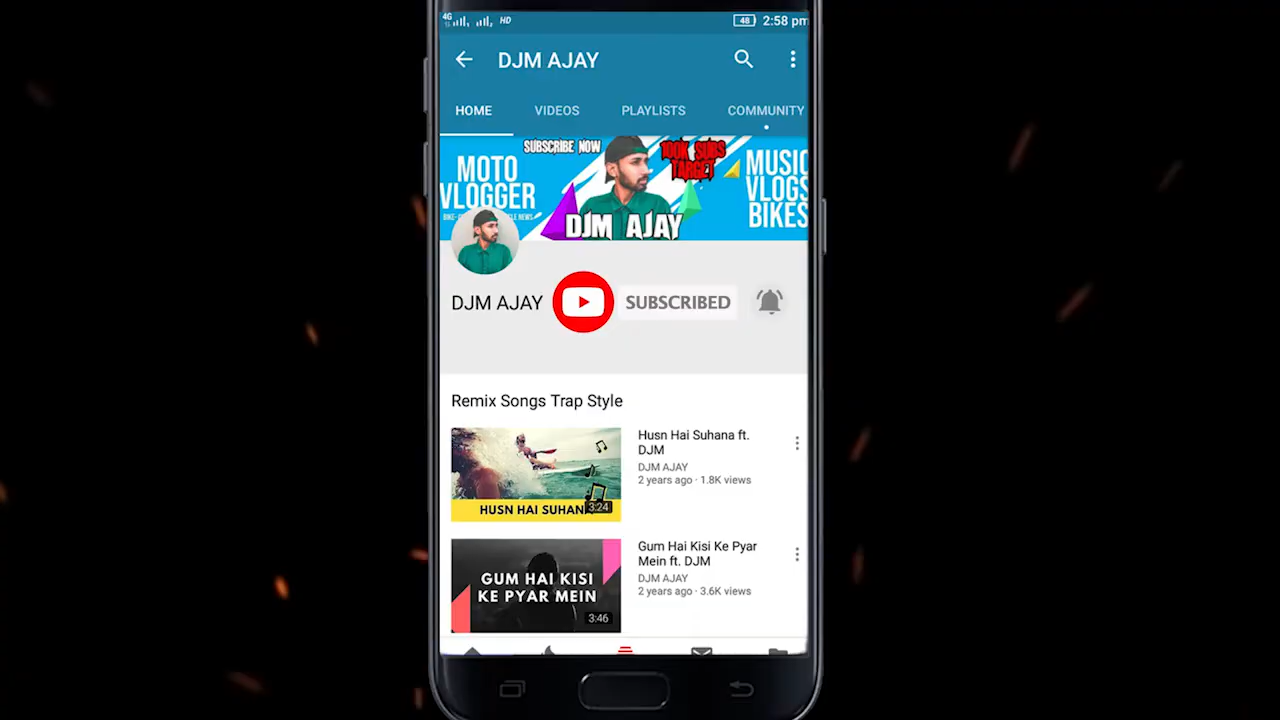 4G HD 48 2:58 pm
DJM AJAY
HOME VIDEOS PLAYLISTS COMMUNITY
SUBSCRIBE NOW
100K SUBS
TARGET
MOTO
VLOGGER
MUSIC
VLOGS
BIKES
DJM AJAY
DJM AJAY SUBSCRIBED
Remix Songs Trap Style
HUSN HAI SUHAN
3:24
Husn Hai Suhana ft.
DJM
DJM AJAY
2 years ago · 1.8K views
GUM HAI KISI
KE PYAR MEIN
3:46
Gum Hai Kisi Ke Pyar
Mein ft. DJM
DJM AJAY
2 years ago · 3.6K views